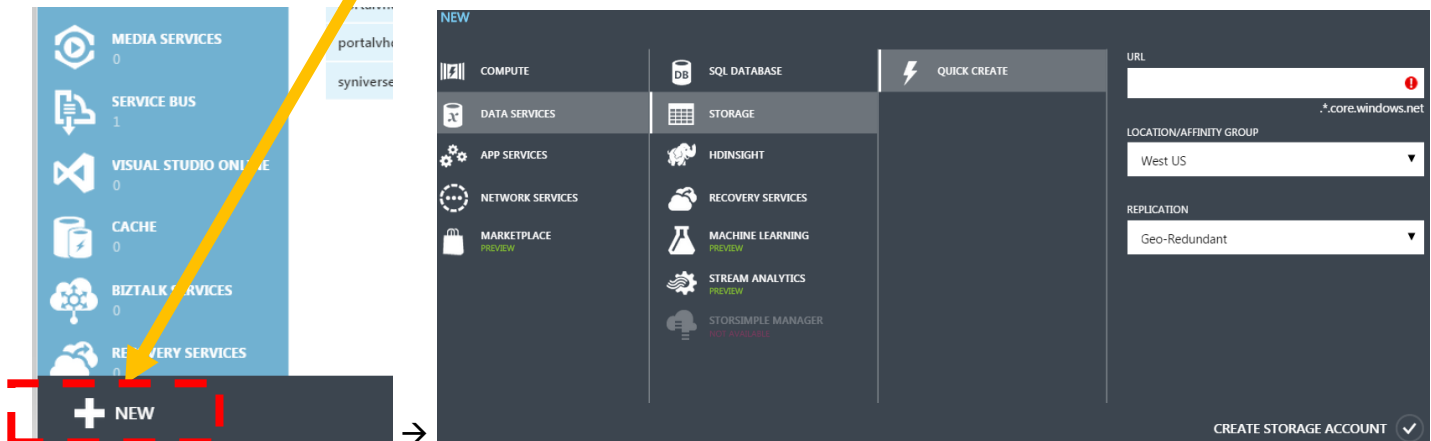 MEDIA SERVICES
0
SERVICE BUS
1
VISUAL STUDIO ONLINE
0
CACHE
0
BIZTALK SERVICES
0
RECOVERY SERVICES
0
NEW
portalvh
syniverse
→
NEW
COMPUTE
DATA SERVICES
APP SERVICES
NETWORK SERVICES
MARKETPLACE
PREVIEW
SQL DATABASE
STORAGE
HDINSIGHT
RECOVERY SERVICES
MACHINE LEARNING
PREVIEW
STREAM ANALYTICS
PREVIEW
STORSIMPLE MANAGER
NOT AVAILABLE
QUICK CREATE
URL
.*.core.windows.net
LOCATION/AFFINITY GROUP
West US
REPLICATION
Geo-Redundant
CREATE STORAGE ACCOUNT